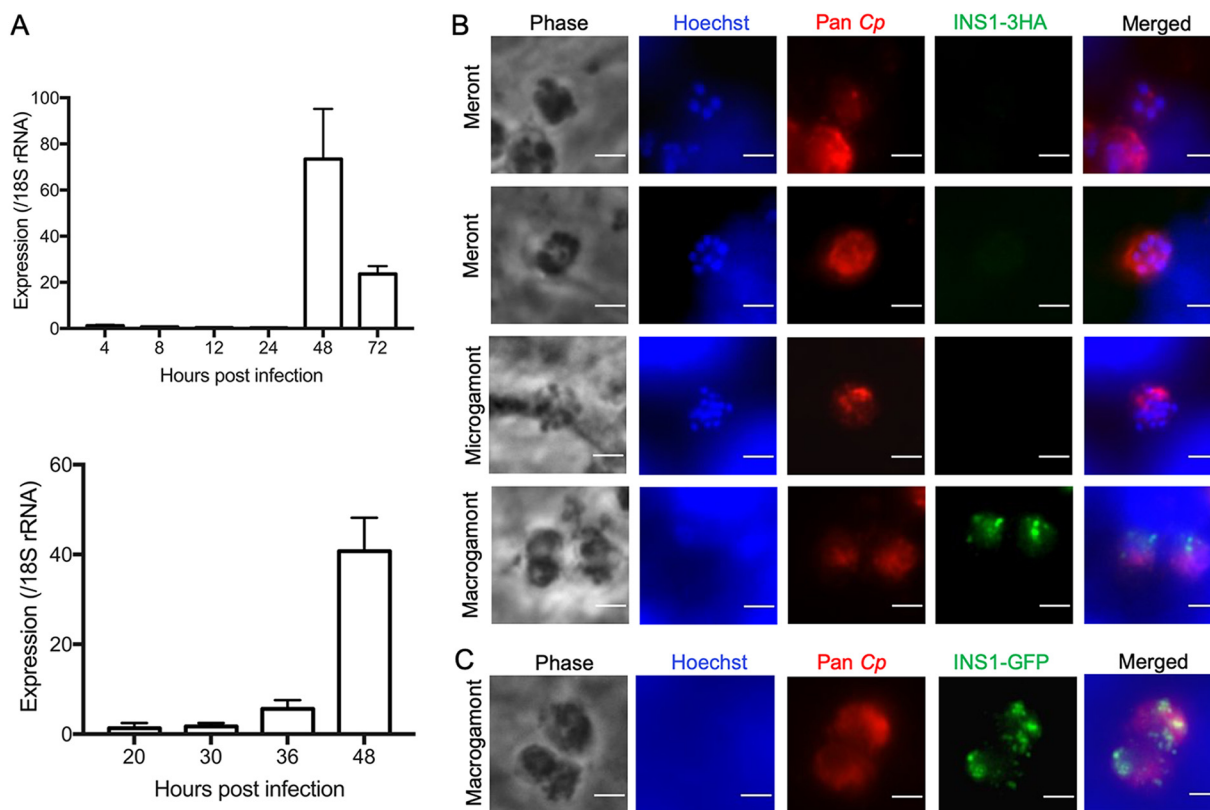 A
Expression (/18S rRNA)
100
80
60
40
20
0
4 8 12 24 48 72
Hours post infection
Expression (/18S rRNA)
60
40
20
0
20 30 36 48
Hours post infection
B
Phase Hoechst Pan Cp INS1-3HA Merged
Meront
Meront
Microgamont
Macrogamont
C
Phase Hoechst Pan Cp INS1-GFP Merged
Macrogamont